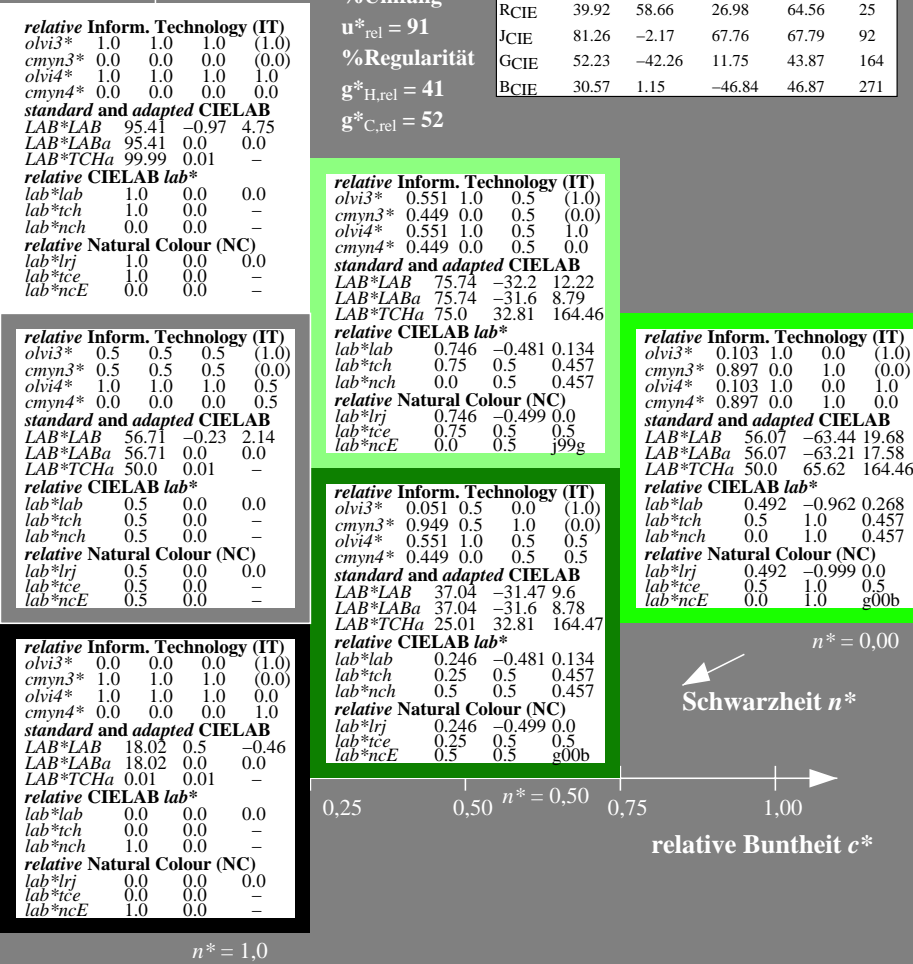 %Umfang
u*rel = 91
%Regularität
g*H,rel = 41
g*C,rel = 52
RCIE 39.92 58.66 26.98 64.56 25
JCIE 81.26 −2.17 67.76 67.79 92
GCIE 52.23 −42.26 11.75 43.87 164
BCIE 30.57 1.15 −46.84 46.87 271
relative Inform. Technology (IT)
olvi3* 1.0 1.0 1.0 (1.0)
cmyn3* 0.0 0.0 0.0 (0.0)
olvi4* 1.0 1.0 1.0 1.0
cmyn4* 0.0 0.0 0.0 0.0
standard and adapted CIELAB
LAB*LAB 95.41 −0.97 4.75
LAB*LABa 95.41 0.0 0.0
LAB*TCHa 99.99 0.01 –
relative CIELAB lab*
lab*lab 1.0 0.0 0.0
lab*tch 1.0 0.0 –
lab*nch 0.0 0.0 –
relative Natural Colour (NC)
lab*lrj 1.0 0.0 0.0
lab*tce 1.0 0.0 –
lab*ncE 0.0 0.0 –
relative Inform. Technology (IT)
olvi3* 0.551 1.0 0.5 (1.0)
cmyn3* 0.449 0.0 0.5 (0.0)
olvi4* 0.551 1.0 0.5 1.0
cmyn4* 0.449 0.0 0.5 0.0
standard and adapted CIELAB
LAB*LAB 75.74 −32.2 12.22
LAB*LABa 75.74 −31.6 8.79
LAB*TCHa 75.0 32.81 164.46
relative CIELAB lab*
lab*lab 0.746 −0.481 0.134
lab*tch 0.75 0.5 0.457
lab*nch 0.0 0.5 0.457
relative Natural Colour (NC)
lab*lrj 0.746 −0.499 0.0
lab*tce 0.75 0.5 0.5
lab*ncE 0.0 0.5 j99g
relative Inform. Technology (IT)
olvi3* 0.5 0.5 0.5 (1.0)
cmyn3* 0.5 0.5 0.5 (0.0)
olvi4* 1.0 1.0 1.0 0.5
cmyn4* 0.0 0.0 0.0 0.5
standard and adapted CIELAB
LAB*LAB 56.71 −0.23 2.14
LAB*LABa 56.71 0.0 0.0
LAB*TCHa 50.0 0.01 –
relative CIELAB lab*
lab*lab 0.5 0.0 0.0
lab*tch 0.5 0.0 –
lab*nch 0.5 0.0 –
relative Natural Colour (NC)
lab*lrj 0.5 0.0 0.0
lab*tce 0.5 0.0 –
lab*ncE 0.5 0.0 –
relative Inform. Technology (IT)
olvi3* 0.103 1.0 0.0 (1.0)
cmyn3* 0.897 0.0 1.0 (0.0)
olvi4* 0.103 1.0 0.0 1.0
cmyn4* 0.897 0.0 1.0 0.0
standard and adapted CIELAB
LAB*LAB 56.07 −63.44 19.68
LAB*LABa 56.07 −63.21 17.58
LAB*TCHa 50.0 65.62 164.46
relative CIELAB lab*
lab*lab 0.492 −0.962 0.268
lab*tch 0.5 1.0 0.457
lab*nch 0.0 1.0 0.457
relative Natural Colour (NC)
lab*lrj 0.492 −0.999 0.0
lab*tce 0.5 1.0 0.5
lab*ncE 0.0 1.0 g00b
relative Inform. Technology (IT)
olvi3* 0.051 0.5 0.0 (1.0)
cmyn3* 0.949 0.5 1.0 (0.0)
olvi4* 0.551 1.0 0.5 0.5
cmyn4* 0.449 0.0 0.5 0.5
standard and adapted CIELAB
LAB*LAB 37.04 −31.47 9.6
LAB*LABa 37.04 −31.6 8.78
LAB*TCHa 25.01 32.81 164.47
relative CIELAB lab*
lab*lab 0.246 −0.481 0.134
lab*tch 0.25 0.5 0.457
lab*nch 0.5 0.5 0.457
relative Natural Colour (NC)
lab*lrj 0.246 −0.499 0.0
lab*tce 0.25 0.5 0.5
lab*ncE 0.5 0.5 g00b
relative Inform. Technology (IT)
olvi3* 0.0 0.0 0.0 (1.0)
cmyn3* 1.0 1.0 1.0 (0.0)
olvi4* 1.0 1.0 1.0 0.0
cmyn4* 0.0 0.0 0.0 1.0
standard and adapted CIELAB
LAB*LAB 18.02 0.5 −0.46
LAB*LABa 18.02 0.0 0.0
LAB*TCHa 0.01 0.01 –
relative CIELAB lab*
lab*lab 0.0 0.0 0.0
lab*tch 0.0 0.0 –
lab*nch 1.0 0.0 –
relative Natural Colour (NC)
lab*lrj 0.0 0.0 0.0
lab*tce 0.0 0.0 –
lab*ncE 1.0 0.0 –
n* = 0,00
Schwarzheit n*
0,25 0,50 n* = 0,50 0,75 1,00
relative Buntheit c*
n* = 1,0